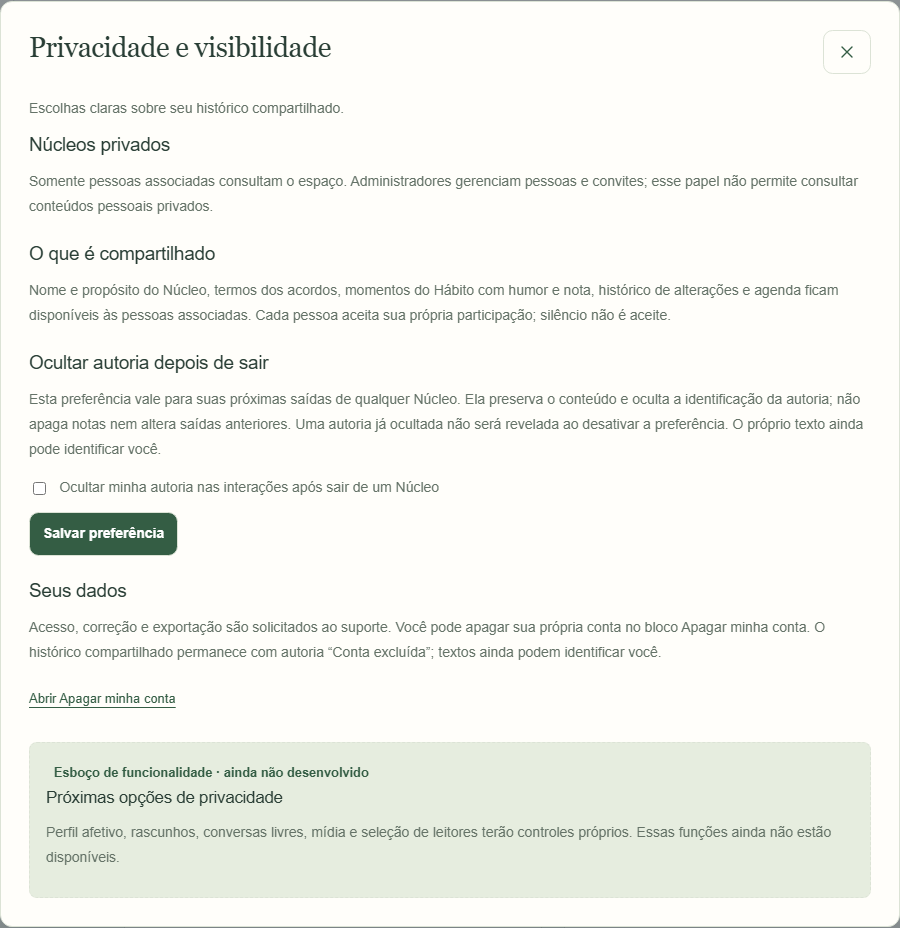 Privacidade e visibilidade
Escolhas claras sobre seu histórico compartilhado.
Núcleos privados
Somente pessoas associadas consultam o espaço. Administradores gerenciam pessoas e convites; esse papel não permite consultar
conteúdos pessoais privados.
O que é compartilhado
Nome e propósito do Núcleo, termos dos acordos, momentos do Hábito com humor e nota, histórico de alterações e agenda ficam
disponíveis às pessoas associadas. Cada pessoa aceita sua própria participação; silêncio não é aceite.
Ocultar autoria depois de sair
Esta preferência vale para suas próximas saídas de qualquer Núcleo. Ela preserva o conteúdo e oculta a identificação da autoria; não
apaga notas nem altera saídas anteriores. Uma autoria já ocultada não será revelada ao desativar a preferência. O próprio texto ainda
pode identificar você.
Ocultar minha autoria nas interações após sair de um Núcleo
Salvar preferência
Seus dados
Acesso, correção e exportação são solicitados ao suporte. Você pode apagar sua própria conta no bloco Apagar minha conta. O
histórico compartilhado permanece com autoria “Conta excluída”; textos ainda podem identificar você.
Abrir Apagar minha conta
Esboço de funcionalidade · ainda não desenvolvido
Próximas opções de privacidade
Perfil afetivo, rascunhos, conversas livres, mídia e seleção de leitores terão controles próprios. Essas funções ainda não estão
disponíveis.